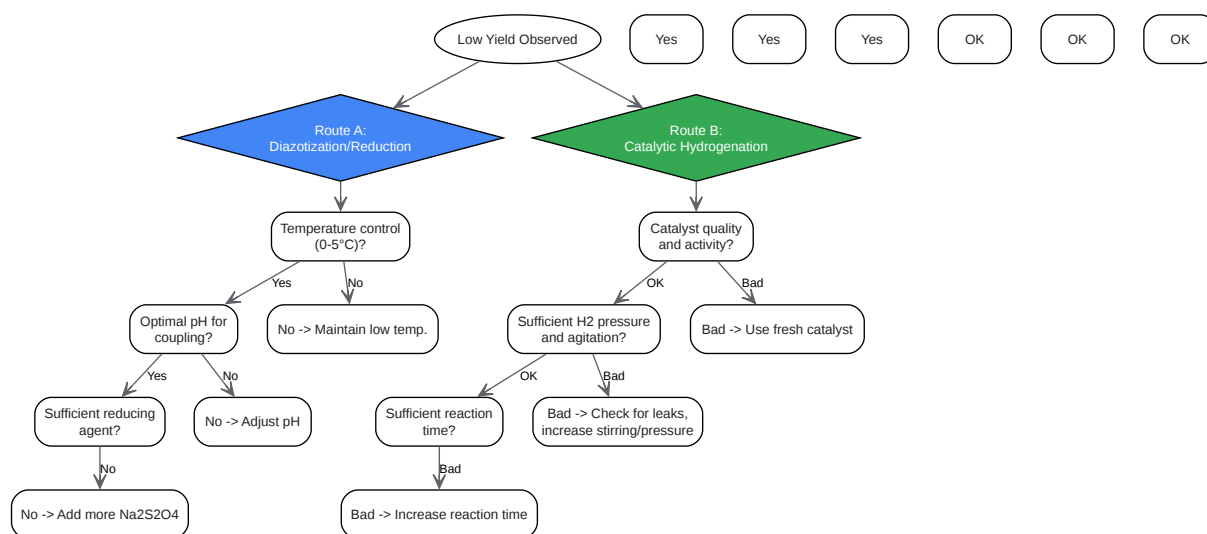 Low Yield Observed
Yes
Yes
Yes
OK
OK
OK
Route A:
Diazotization/Reduction
Route B:
Catalytic Hydrogenation
Temperature control
(0-5°C)?
Catalyst quality
and activity?
Yes
No
OK
Bad
Optimal pH for
coupling?
No -> Maintain low temp.
Sufficient H2 pressure
and agitation?
Bad -> Use fresh catalyst
Yes
No
OK
Bad
Sufficient reducing
agent?
No -> Adjust pH
Sufficient reaction
time?
Bad -> Check for leaks,
increase stirring/pressure
No
Bad
No -> Add more Na2S2O4
Bad -> Increase reaction time